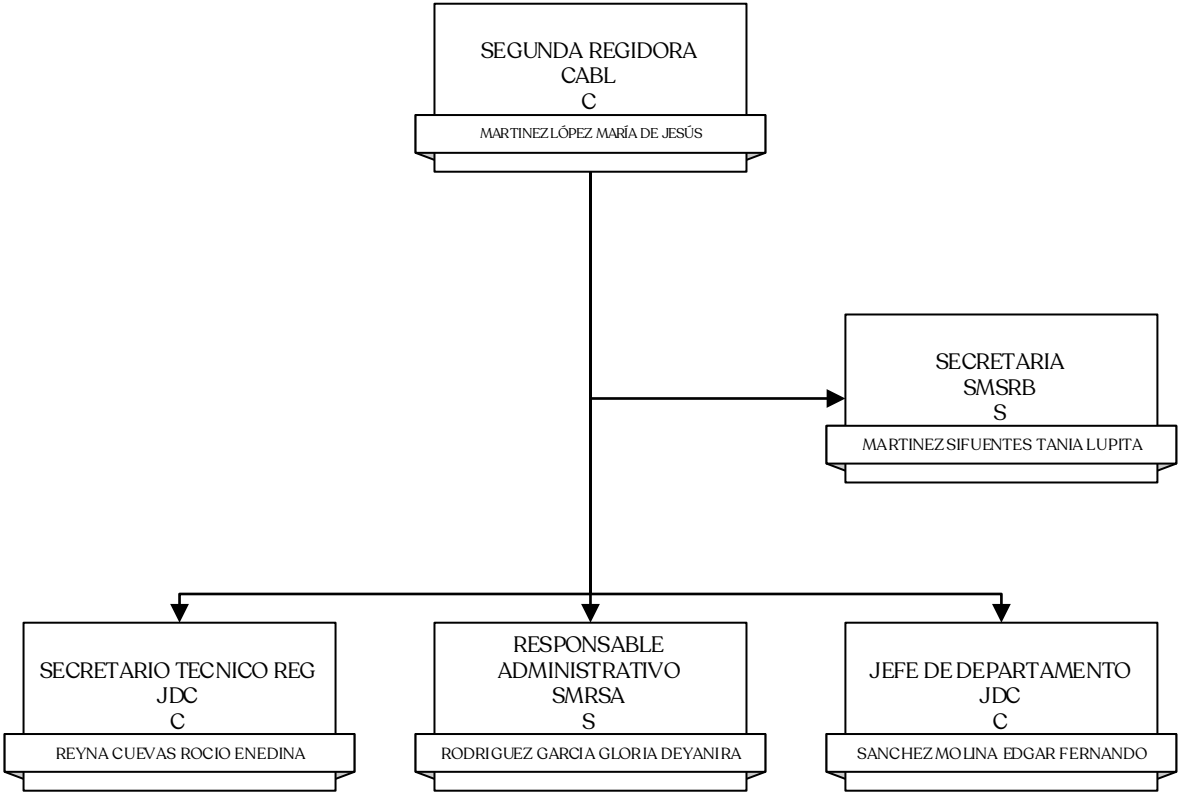 SEGUNDA REGIDORA
CABL
C
MARTINEZ LÓPEZ MARÍA DE JESÚS
SECRETARIA
SMSRB
S
MARTINEZ SIFUENTES TANIA LUPITA
SECRETARIO TECNICO REG
JDC
C
REYNA CUEVAS ROCIO ENEDINA
RESPONSABLE
ADMINISTRATIVO
SMRSA
S
RODRIGUEZ GARCIA GLORIA DEYANIRA
JEFE DE DEPARTAMENTO
JDC
C
SANCHEZ MOLINA EDGAR FERNANDO